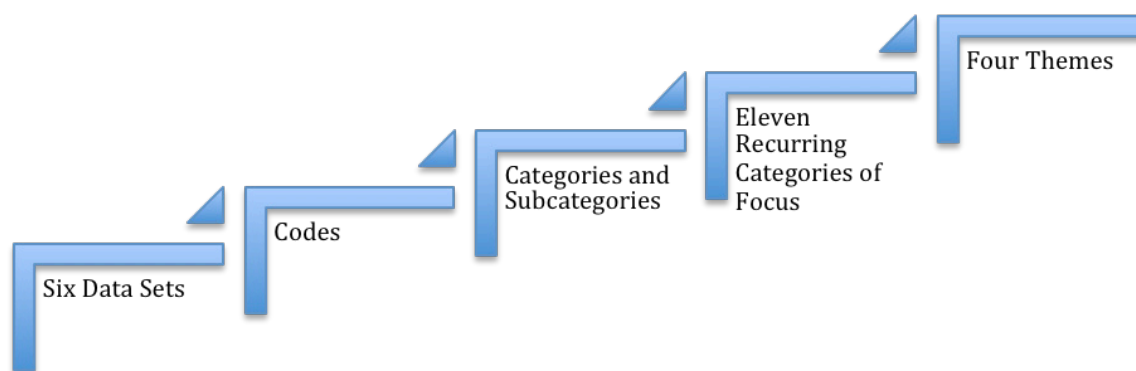 Six Data Sets
Codes
Categories and
Subcategories
Eleven
Recurring
Categories of
Focus
Four Themes